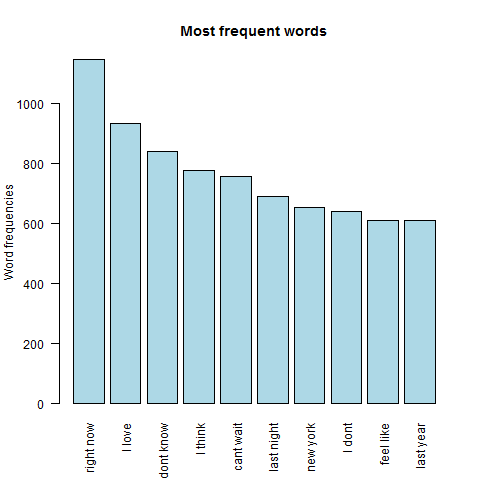 Most frequent words
Word frequencies
1000
800
600
400
200
0
right now
I love
dont know
I think
cant wait
last night
new york
I dont
feel like
last year